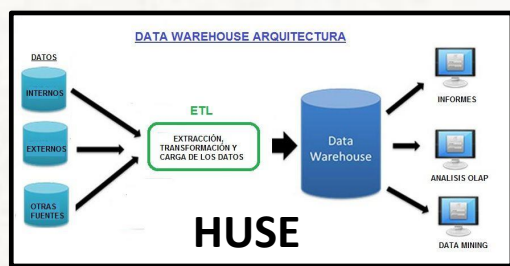 DATA WAREHOUSE ARQUITECTURA
DATOS
INTERNOS
EXTERNOS
OTRAS
FUENTES
ETL
EXTRACCIÓN,
TRANSFORMACIÓN Y
CARGA DE LOS DATOS
Data
Warehouse
INFORMES
ANALISIS OLAP
DATA MINING
HUSE